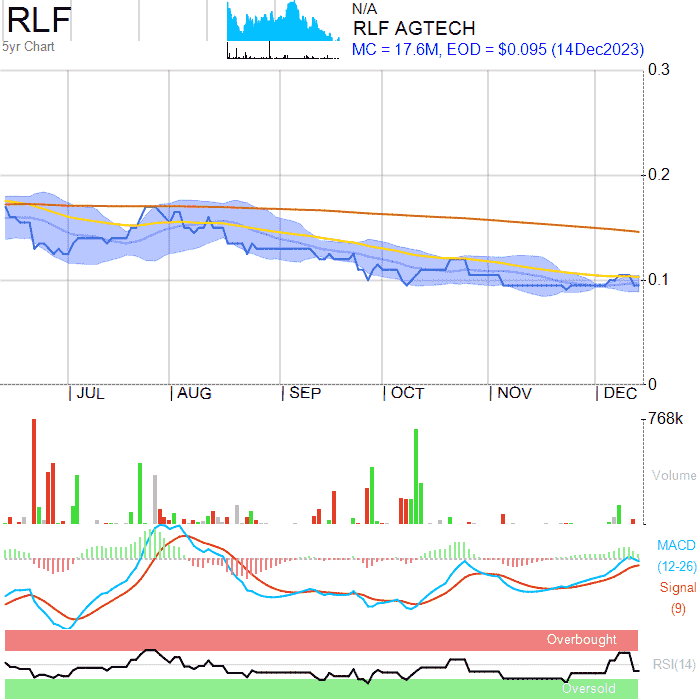 RLF
5yr Chart
N/A
RLF AGTECH
MC = 17.6M, EOD = $0.095 (14Dec2023)
0.3
0.2
0.1
0
JUL AUG SEP OCT NOV DEC
768k
Volume
MACD
(12-26)
Signal
(9)
Overbought
RSI(14)
Oversold